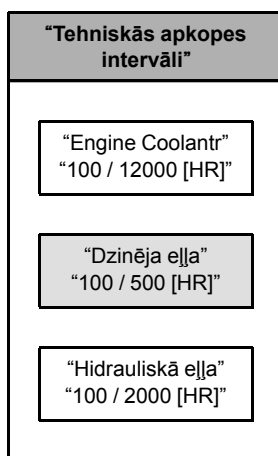 “Tehniskās apkopes
intervāli”
“Engine Coolantr”
“100 / 12000 [HR]”
“Dzinēja eļļa”
“100 / 500 [HR]”
“Hidrauliskā eļļa”
“100 / 2000 [HR]”